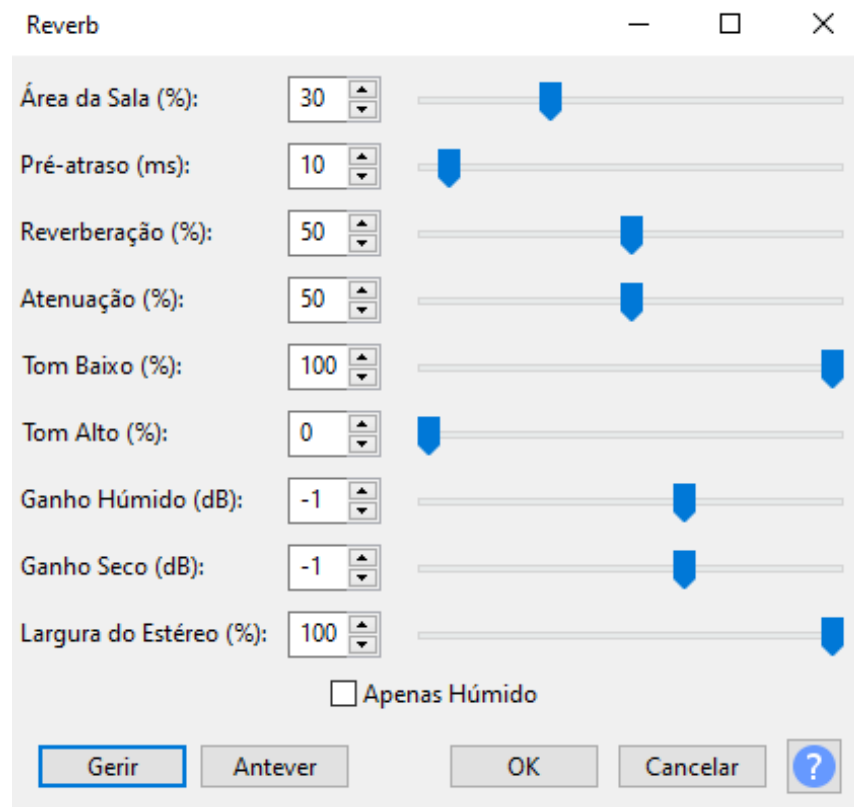 Reverb
Área da Sala (%): 30
Pré-atraso (ms): 10
Reverberação (%): 50
Atenuação (%): 50
Tom Baixo (%): 100
Tom Alto (%): 0
Ganho Húmido (dB): -1
Ganho Seco (dB): -1
Largura do Estéreo (%): 100
Apenas Húmido
Gerir Antever OK Cancelar ?